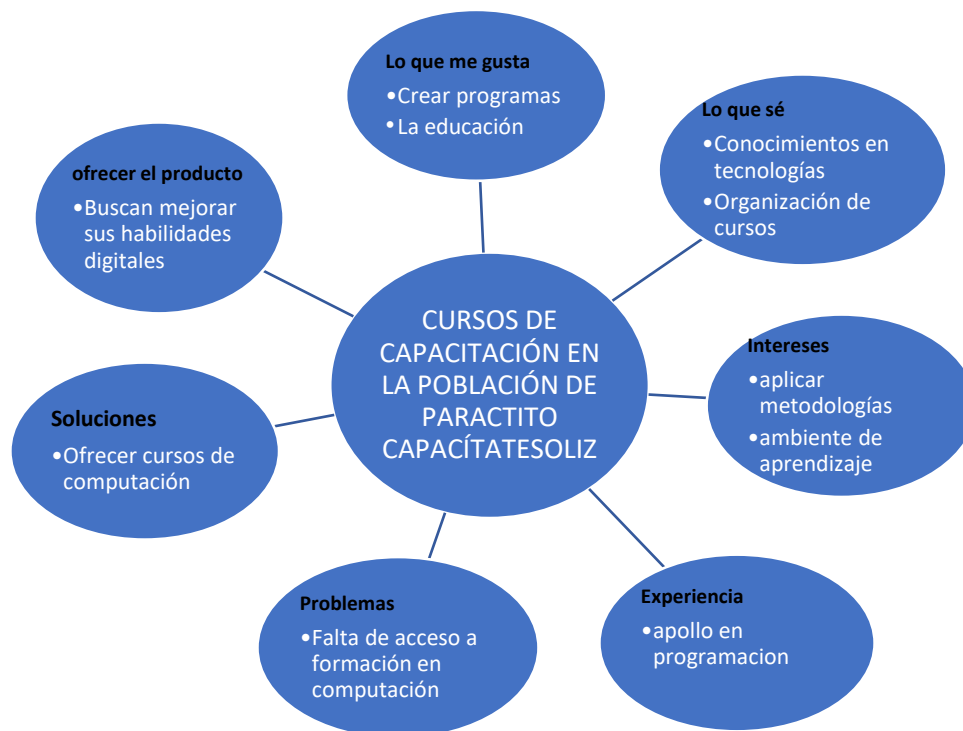 Lo que me gusta
•Crear programas
•La educación
Lo que sé
•Conocimientos en
tecnologías
•Organización de
cursos
ofrecer el producto
•Buscan mejorar
sus habilidades
digitales
CURSOS DE
CAPACITACIÓN EN
LA POBLACIÓN DE
PARACTITO
CAPACÍTATESOLIZ
Intereses
•aplicar
metodologías
•ambiente de
aprendizaje
Soluciones
•Ofrecer cursos de
computación
Problemas
•Falta de acceso a
formación en
computación
Experiencia
•apollo en
programacion